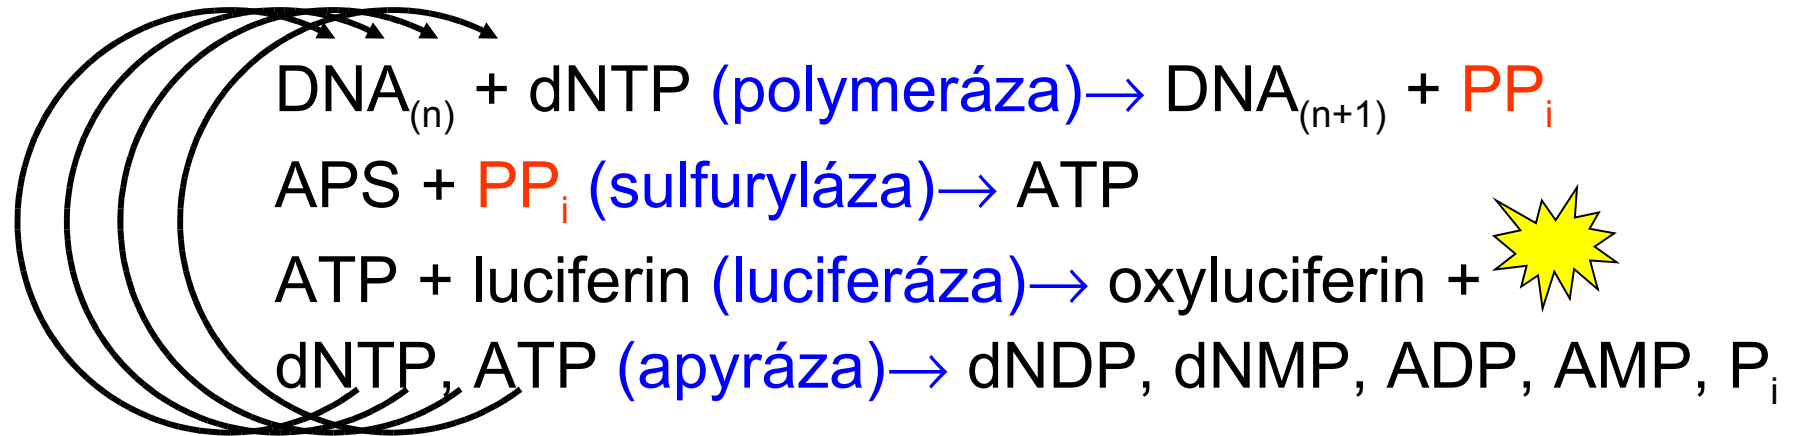 DNA(n) + dNTP (polymeráza)→ DNA(n+1) + PPi
APS + PPi (sulfuryláza)→ ATP
ATP + luciferin (luciferáza)→ oxyluciferin +
dNTP, ATP (apyráza)→ dNDP, dNMP, ADP, AMP, Pi